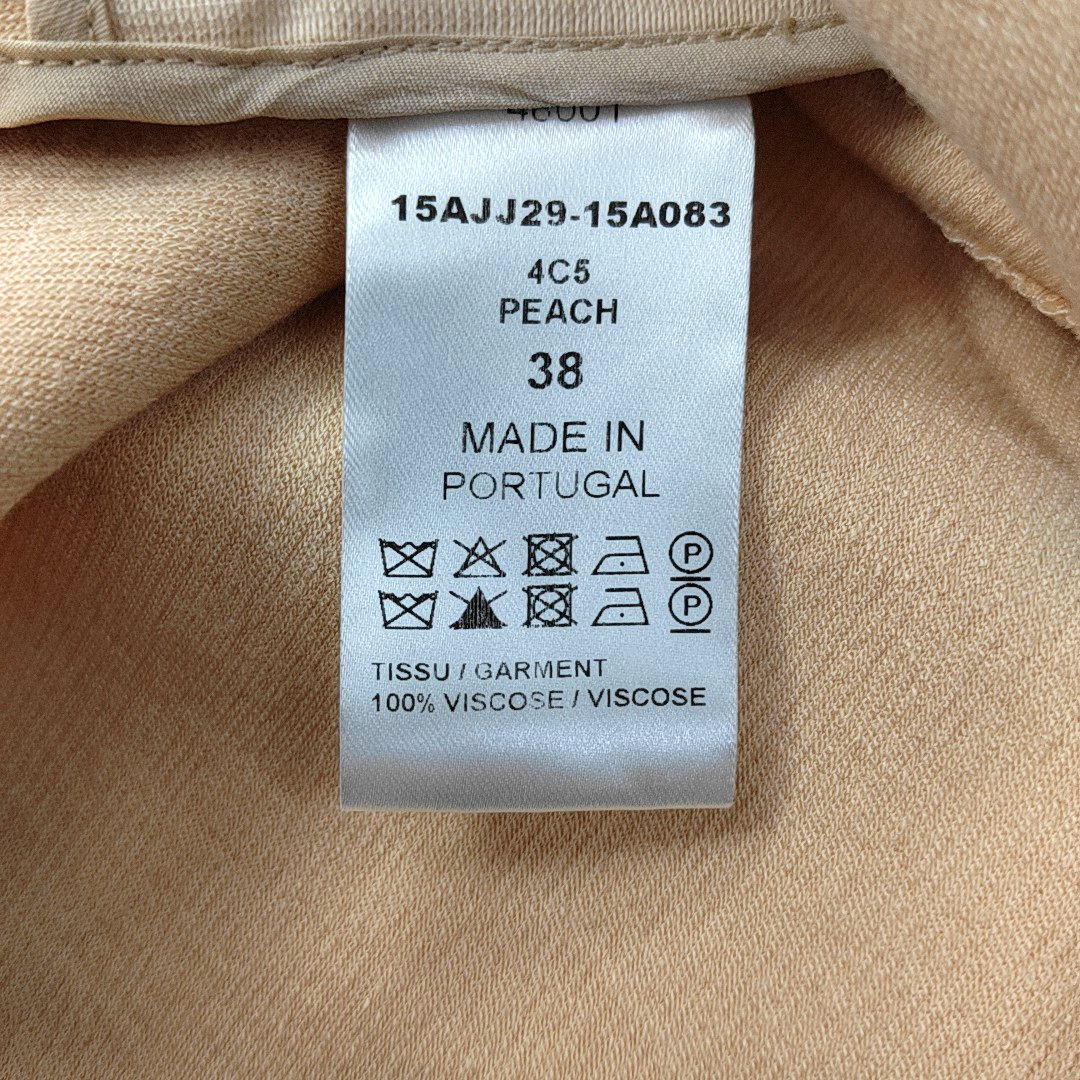 15AJJ29-15A083
4C5
PEACH
38
MADE IN
PORTUGAL
P
P
TISSU / GARMENT
100% VISCOSE / VISCOSE